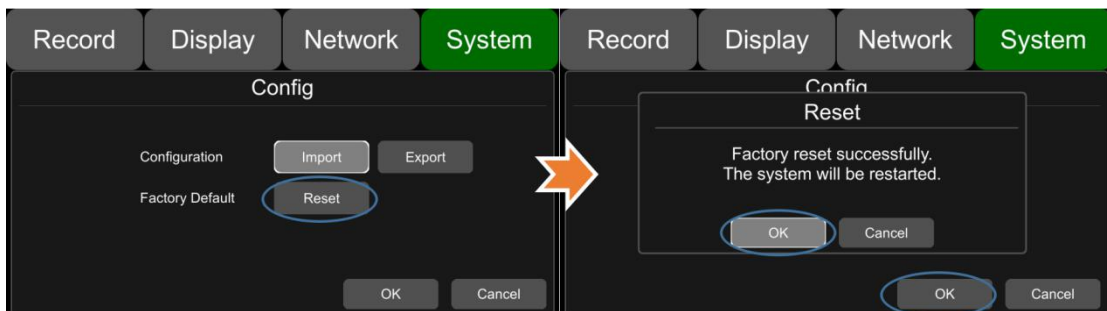 Record Display Network System
Config
Configuration Import Export
Factory Default Reset
OK Cancel
Record Display Network System
Config
Reset
Factory reset successfully.
The system will be restarted.
OK Cancel
OK Cancel